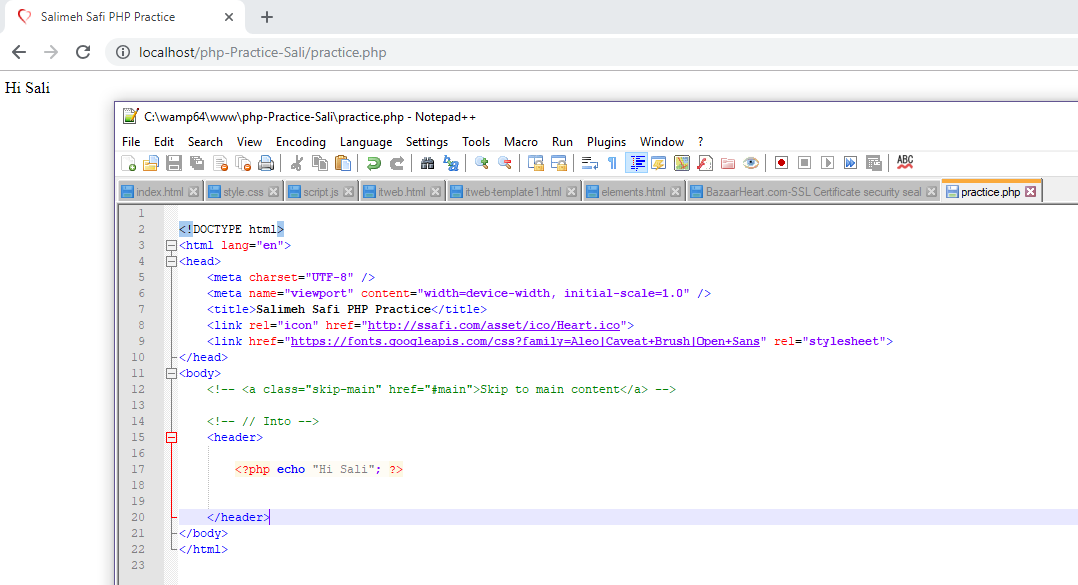 Salimeh Safi PHP Practice
localhost/php-Practice-Sali/practice.php
Hi Sali
C:\wamp64\www\php-Practice-Sali\practice.php - Notepad++
File Edit Search View Encoding Language Settings Tools Macro Run Plugins Window ?
ABC
index.html style.css script.js itweb.html itweb-template1.html elements.html BazaarHeart.com-SSL Certificate security seal practice.php
1
2 <!DOCTYPE html>
3 <html lang="en">
4 <head>
5 <meta charset="UTF-8" />
6 <meta name="viewport" content="width=device-width, initial-scale=1.0" />
7 <title>Salimeh Safi PHP Practice</title>
8 <link rel="icon" href="http://ssafi.com/asset/ico/Heart.ico">
9 <link href="https://fonts.googleapis.com/css?family=Aleo|Caveat+Brush|Open+Sans" rel="stylesheet">
10 </head>
11 <body>
12 <!-- <a class="skip-main" href="#main">Skip to main content</a> -->
13
14 <!-- // Into -->
15 <header>
16
17 <?php echo "Hi Sali"; ?>
18
19
20 </header>
21 </body>
22 </html>
23